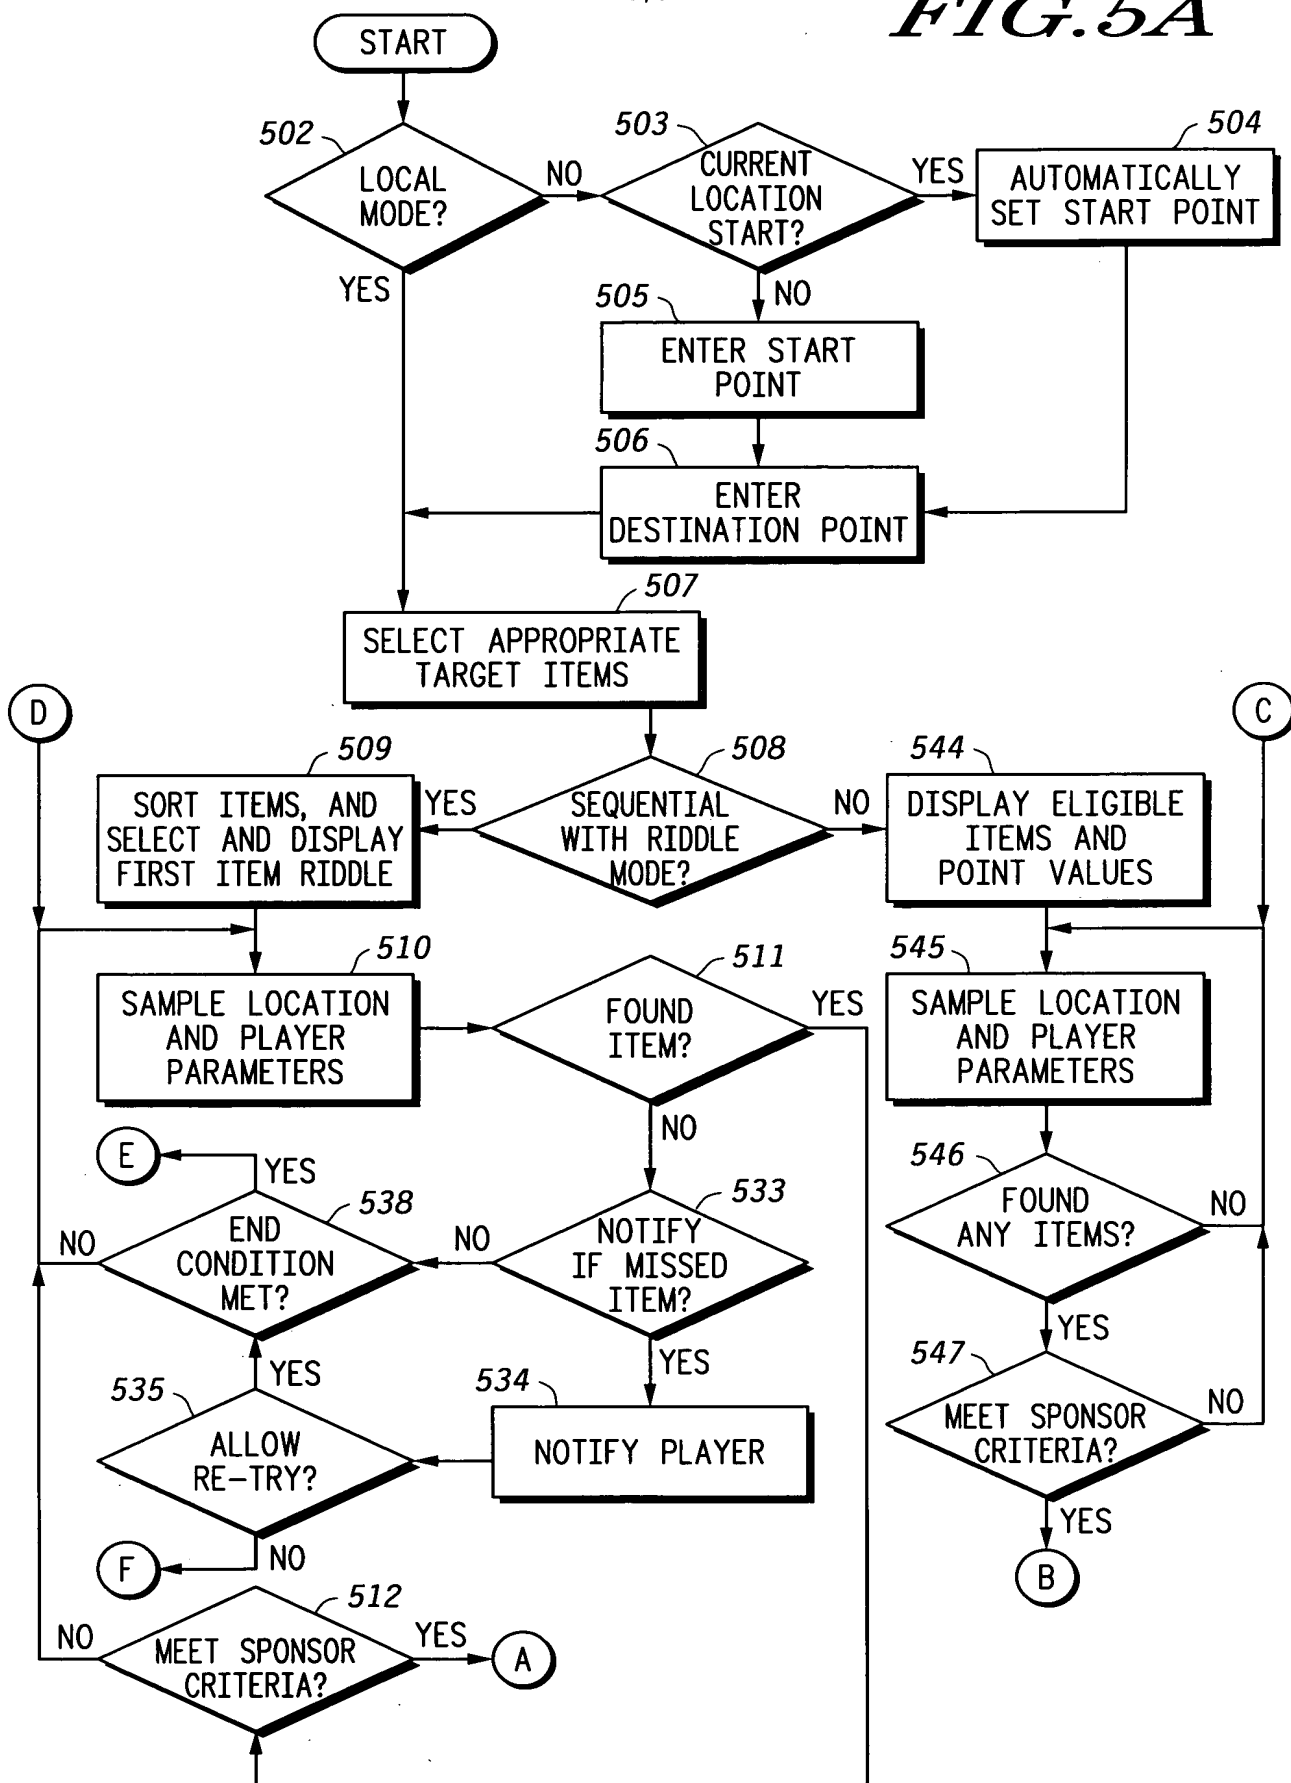 FIG.5A
START
502
LOCAL
MODE?
NO
YES
503
CURRENT
LOCATION
START?
YES
NO
504
AUTOMATICALLY
SET START POINT
505
ENTER START
POINT
506
ENTER
DESTINATION POINT
507
SELECT APPROPRIATE
TARGET ITEMS
D
C
508
SEQUENTIAL
WITH RIDDLE
MODE?
YES
NO
509
SORT ITEMS, AND
SELECT AND DISPLAY
FIRST ITEM RIDDLE
544
DISPLAY ELIGIBLE
ITEMS AND
POINT VALUES
510
SAMPLE LOCATION
AND PLAYER
PARAMETERS
511
FOUND
ITEM?
YES
NO
545
SAMPLE LOCATION
AND PLAYER
PARAMETERS
E
YES
538
END
CONDITION
MET?
NO
NO
533
NOTIFY
IF MISSED
ITEM?
YES
546
FOUND
ANY ITEMS?
NO
YES
535
ALLOW
RE-TRY?
YES
NO
F
534
NOTIFY PLAYER
547
MEET SPONSOR
CRITERIA?
NO
YES
B
512
MEET SPONSOR
CRITERIA?
NO
YES
A